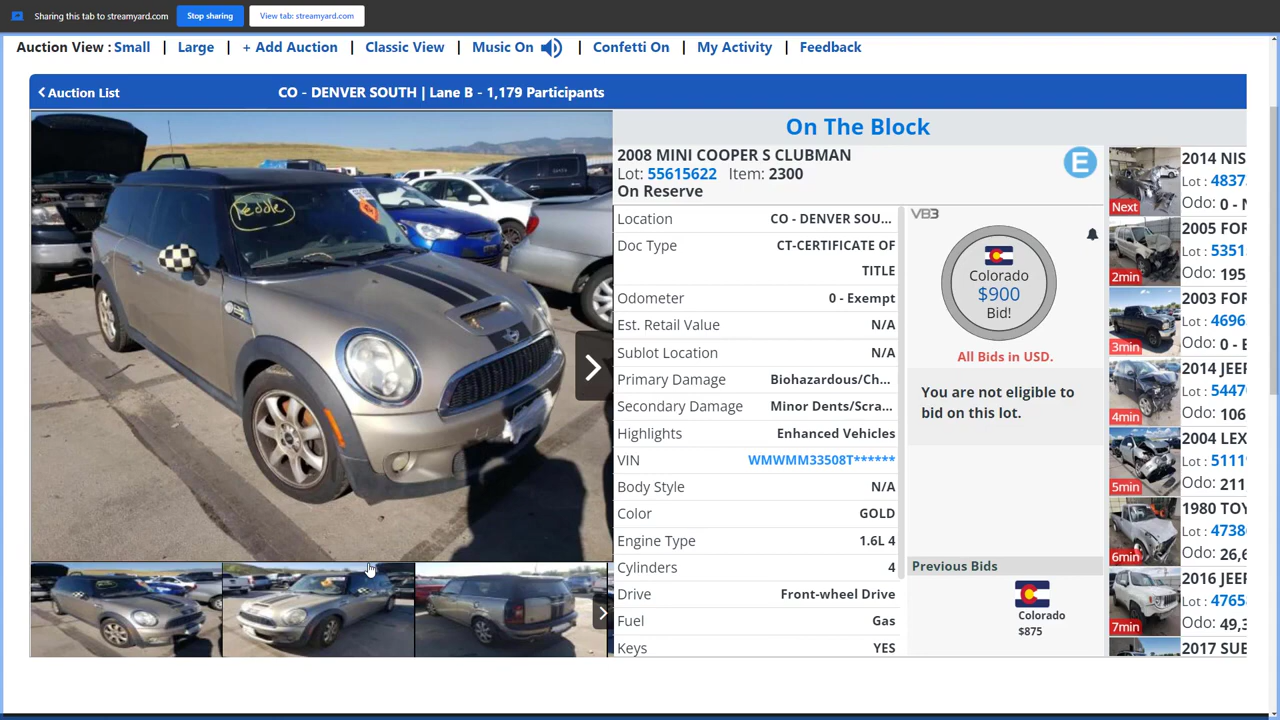 Sharing this tab to streamyard.com
Stop sharing
View tab: streamyard.com
Auction View : Small | Large | + Add Auction | Classic View | Music On | Confetti On | My Activity | Feedback
Auction List
CO - DENVER SOUTH | Lane B - 1,179 Participants
On The Block
2008 MINI COOPER S CLUBMAN
Lot: 55615622 Item: 2300
On Reserve
E
Location CO - DENVER SOU...
Doc Type CT-CERTIFICATE OF
TITLE
Odometer 0 - Exempt
Est. Retail Value N/A
Sublot Location N/A
Primary Damage Biohazardous/Ch...
Secondary Damage Minor Dents/Scra...
Highlights Enhanced Vehicles
VIN WMWMM33508T******
Body Style N/A
Color GOLD
Engine Type 1.6L 4
Cylinders 4
Drive Front-wheel Drive
Fuel Gas
Keys YES
VB3
Colorado
$900
Bid!
All Bids in USD.
You are not eligible to
bid on this lot.
Previous Bids
Colorado
$875
2014 NIS
Lot : 4837
Odo: 0 -
Next
2005 FOR
Lot : 5351
Odo: 195
2min
2003 FOR
Lot : 4696
Odo: 0 - E
3min
2014 JEEP
Lot : 5447
Odo: 106
4min
2004 LEX
Lot : 5111
Odo: 211
5min
1980 TOY
Lot : 4738
Odo: 26,6
6min
2016 JEEP
Lot : 4765
Odo: 49,3
7min
2017 SUB